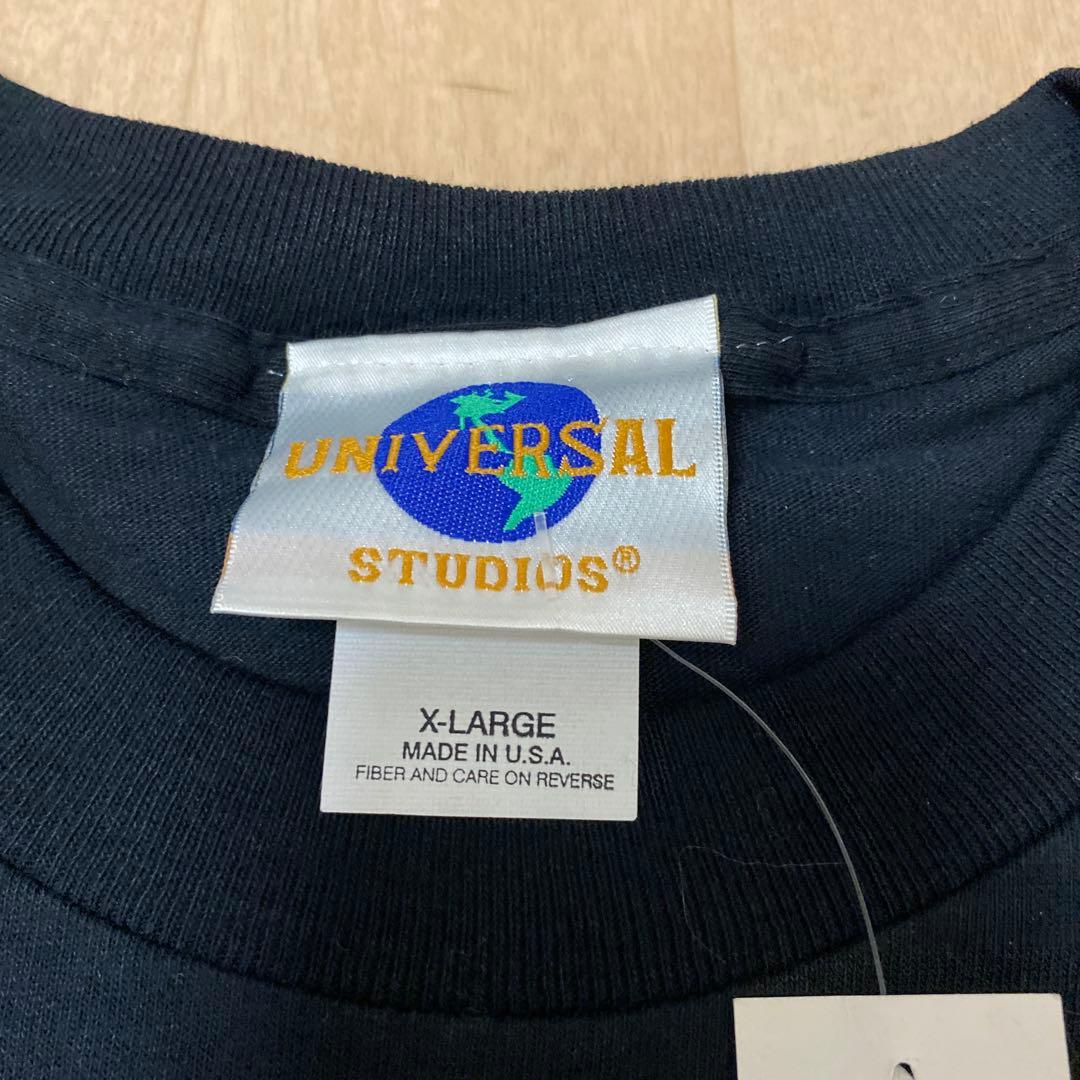 UNIVERSAL
STUDIOS®
X-LARGE
MADE IN U.S.A.
FIBER AND CARE ON REVERSE